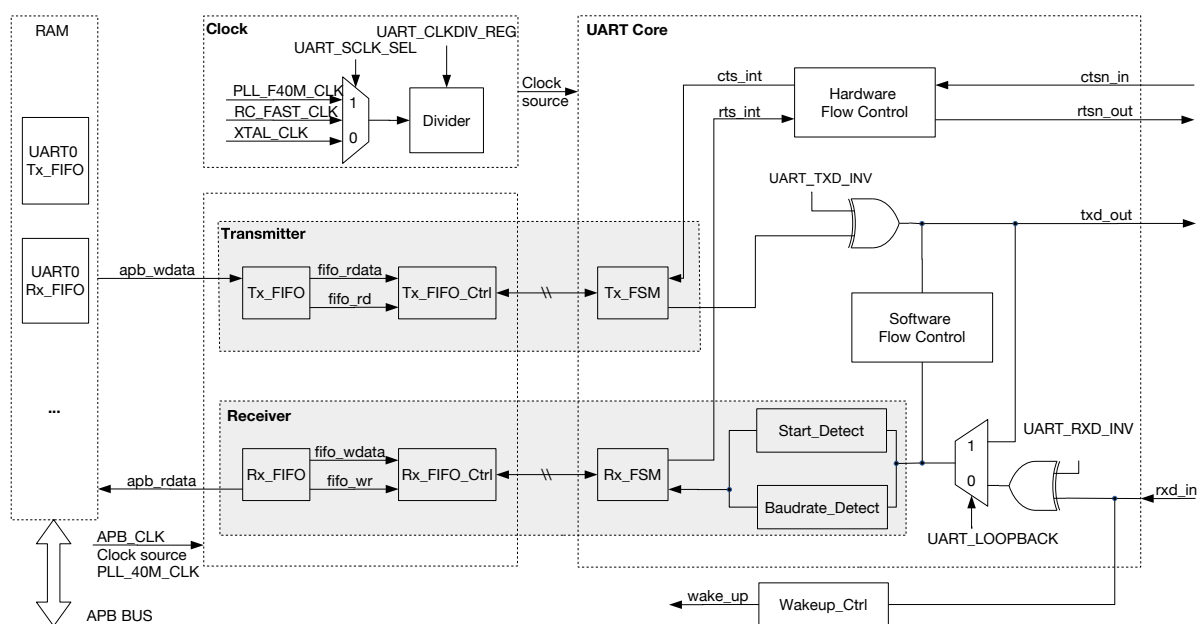 RAM
UART0
Tx_FIFO
UART0
Rx_FIFO
...
Clock
UART_SCLK_SEL
UART_CLKDIV_REG
PLL_F40M_CLK
RC_FAST_CLK
XTAL_CLK
1
0
Divider
Clock
source
UART Core
cts_int
rts_int
Hardware
Flow Control
ctsn_in
rtsn_out
UART_TXD_INV
txd_out
Transmitter
apb_wdata
Tx_FIFO
fifo_rdata
fifo_rd
Tx_FIFO_Ctrl
\\
Tx_FSM
Software
Flow Control
Receiver
apb_rdata
Rx_FIFO
fifo_wdata
fifo_wr
Rx_FIFO_Ctrl
\\
Rx_FSM
Start_Detect
Baudrate_Detect
1
0
UART_RXD_INV
rxd_in
UART_LOOPBACK
APB_CLK
Clock source
PLL_40M_CLK
APB BUS
wake_up
Wakeup_Ctrl